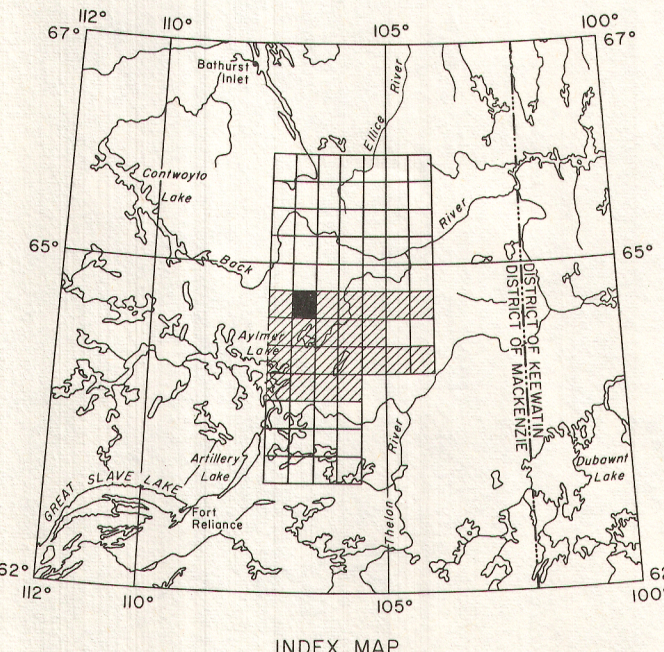 112°
110°
105°
100°
67°
67°
Bathurst
Inlet
Ellice River
Contwoyto
Lake
Back River
65°
65°
DISTRICT OF KEEWATIN
DISTRICT OF MACKENZIE
Aylmer
Lake
Artillery
Lake
GREAT SLAVE LAKE
Fort
Reliance
Thelon River
Dubawnt
Lake
62°
62
112°
110°
105°
100°
INDEX MAP